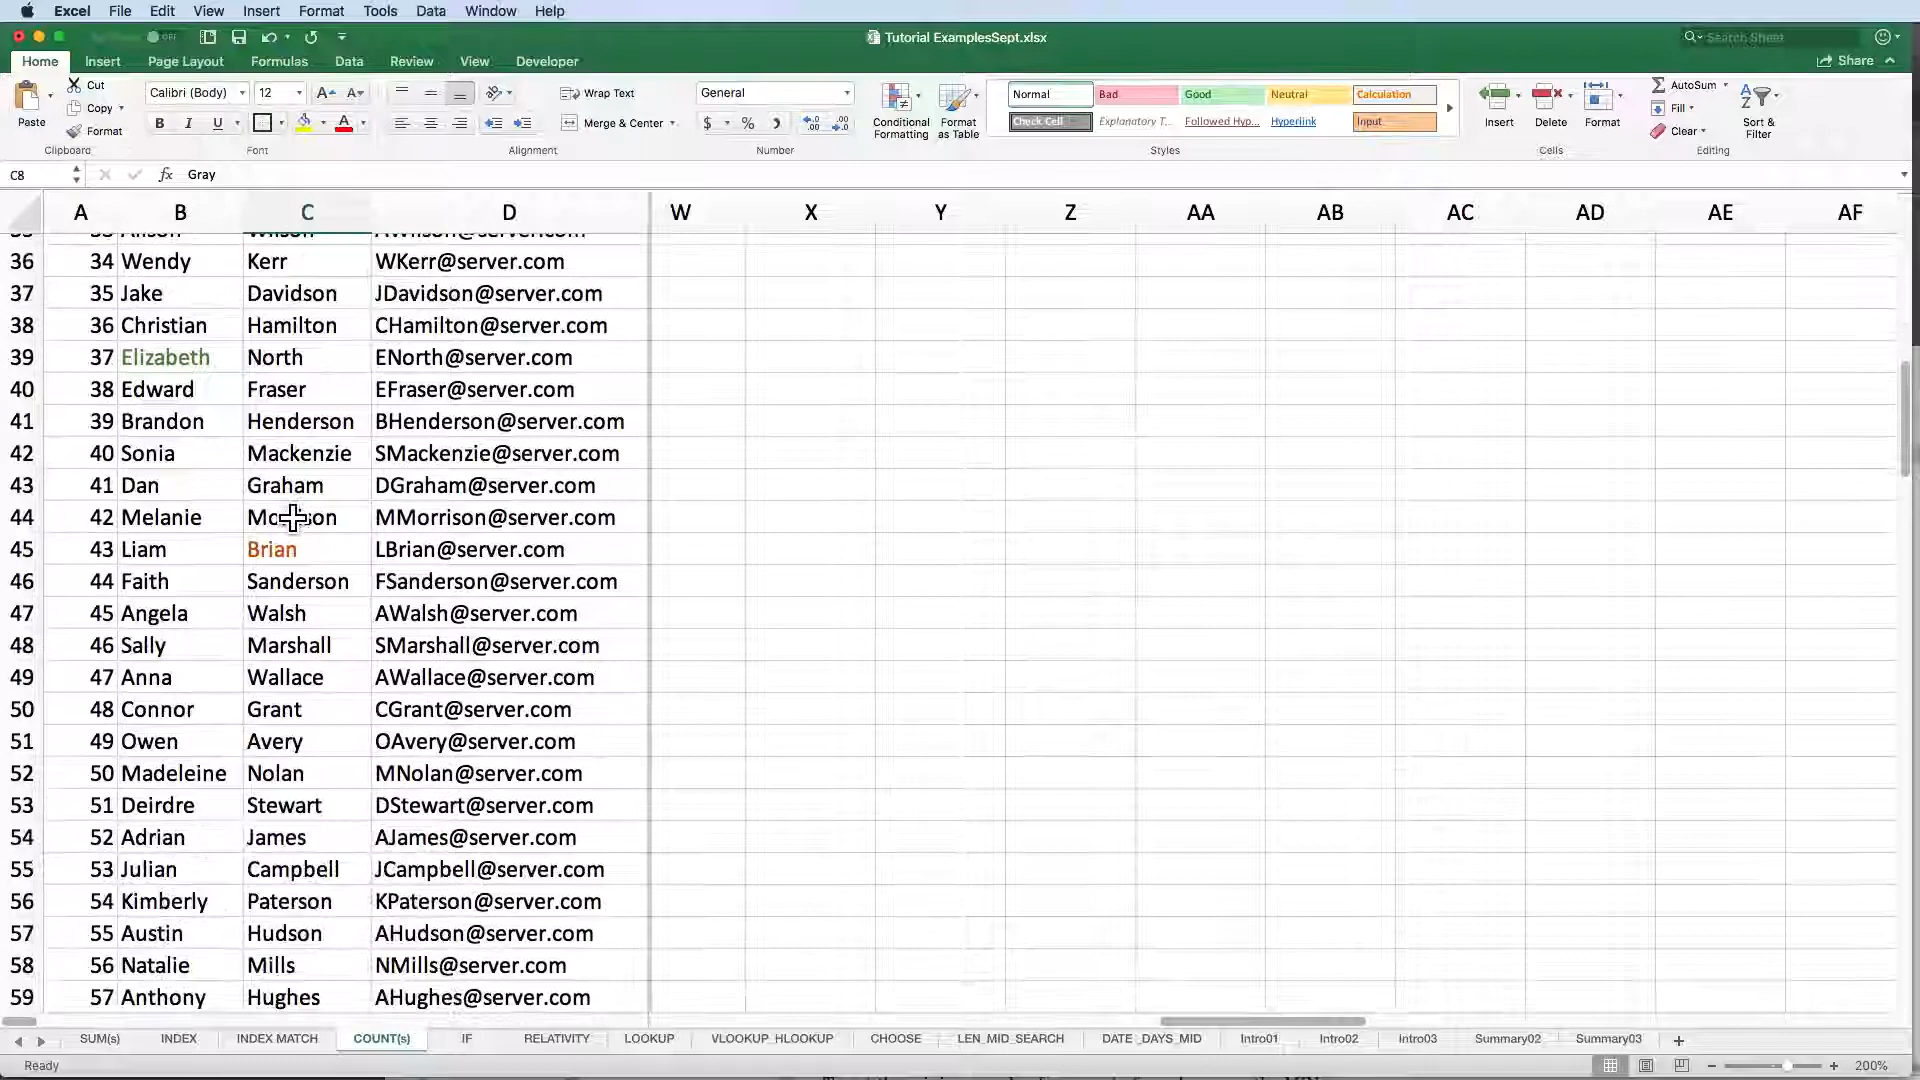 Excel File Edit View Insert Format Tools Data Window Help
OFF Tutorial ExamplesSept.xlsx Search Sheet
Home Insert Page Layout Formulas Data Review View Developer Share
Paste Cut Copy Format
Calibri (Body) 12 A A
B I U A
Wrap Text
Merge & Center
General
$ % )
Conditional Formatting
Format as Table
Normal Bad Good Neutral Calculation
Check Cell Explanatory T... Followed Hyp... Hyperlink Input
Insert Delete Format
AutoSum Fill Clear
Sort & Filter
Clipboard Font Alignment Number Styles Cells Editing
C8 fx Gray
A B C D W X Y Z AA AB AC AD AE AF
36 34 Wendy Kerr WKerr@server.com
37 35 Jake Davidson JDavidson@server.com
38 36 Christian Hamilton CHamilton@server.com
39 37 Elizabeth North ENorth@server.com
40 38 Edward Fraser EFraser@server.com
41 39 Brandon Henderson BHenderson@server.com
42 40 Sonia Mackenzie SMackenzie@server.com
43 41 Dan Graham DGraham@server.com
44 42 Melanie Morrison MMorrison@server.com
45 43 Liam Brian LBrian@server.com
46 44 Faith Sanderson FSanderson@server.com
47 45 Angela Walsh AWalsh@server.com
48 46 Sally Marshall SMarshall@server.com
49 47 Anna Wallace AWallace@server.com
50 48 Connor Grant CGrant@server.com
51 49 Owen Avery OAvery@server.com
52 50 Madeleine Nolan MNolan@server.com
53 51 Deirdre Stewart DStewart@server.com
54 52 Adrian James AJames@server.com
55 53 Julian Campbell JCampbell@server.com
56 54 Kimberly Paterson KPaterson@server.com
57 55 Austin Hudson AHudson@server.com
58 56 Natalie Mills NMills@server.com
59 57 Anthony Hughes AHughes@server.com
SUM(s) INDEX INDEX MATCH COUNT(s) IF RELATIVITY LOOKUP VLOOKUP_HLOOKUP CHOOSE LEN_MID_SEARCH DATE_DAYS_MID Intro01 Intro02 Intro03 Summary02 Summary03 +
Ready 200%